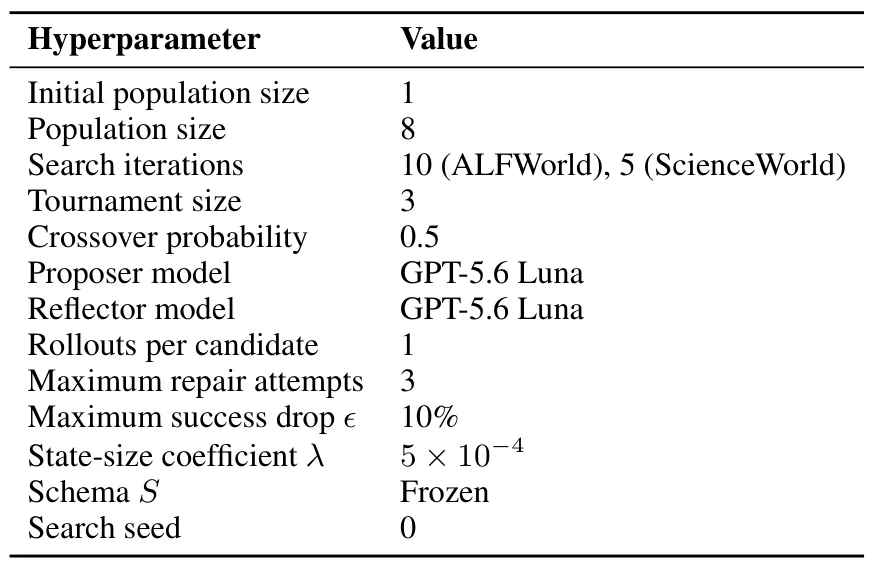 Hyperparameter Value
Initial population size 1
Population size 8
Search iterations 10 (ALFWorld), 5 (ScienceWorld)
Tournament size 3
Crossover probability 0.5
Proposer model GPT-5.6 Luna
Reflector model GPT-5.6 Luna
Rollouts per candidate 1
Maximum repair attempts 3
Maximum success drop ϵ 10%
State-size coefficient λ 5 × 10⁻⁴
Schema S Frozen
Search seed 0